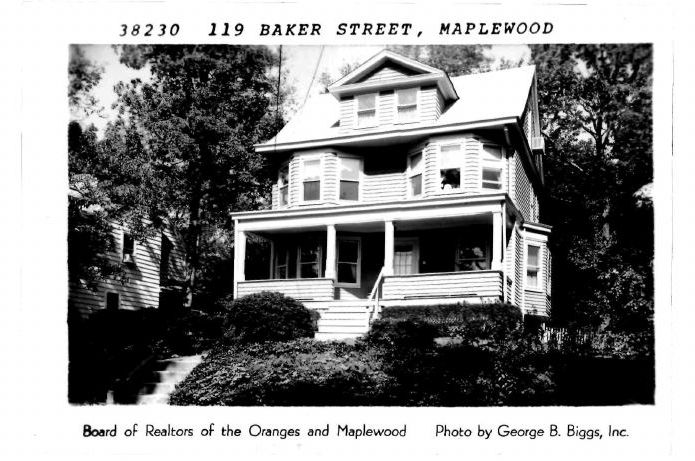 38230 119 BAKER STREET, MAPLEWOOD
Board of Realtors of the Oranges and Maplewood Photo by George B. Biggs, Inc.